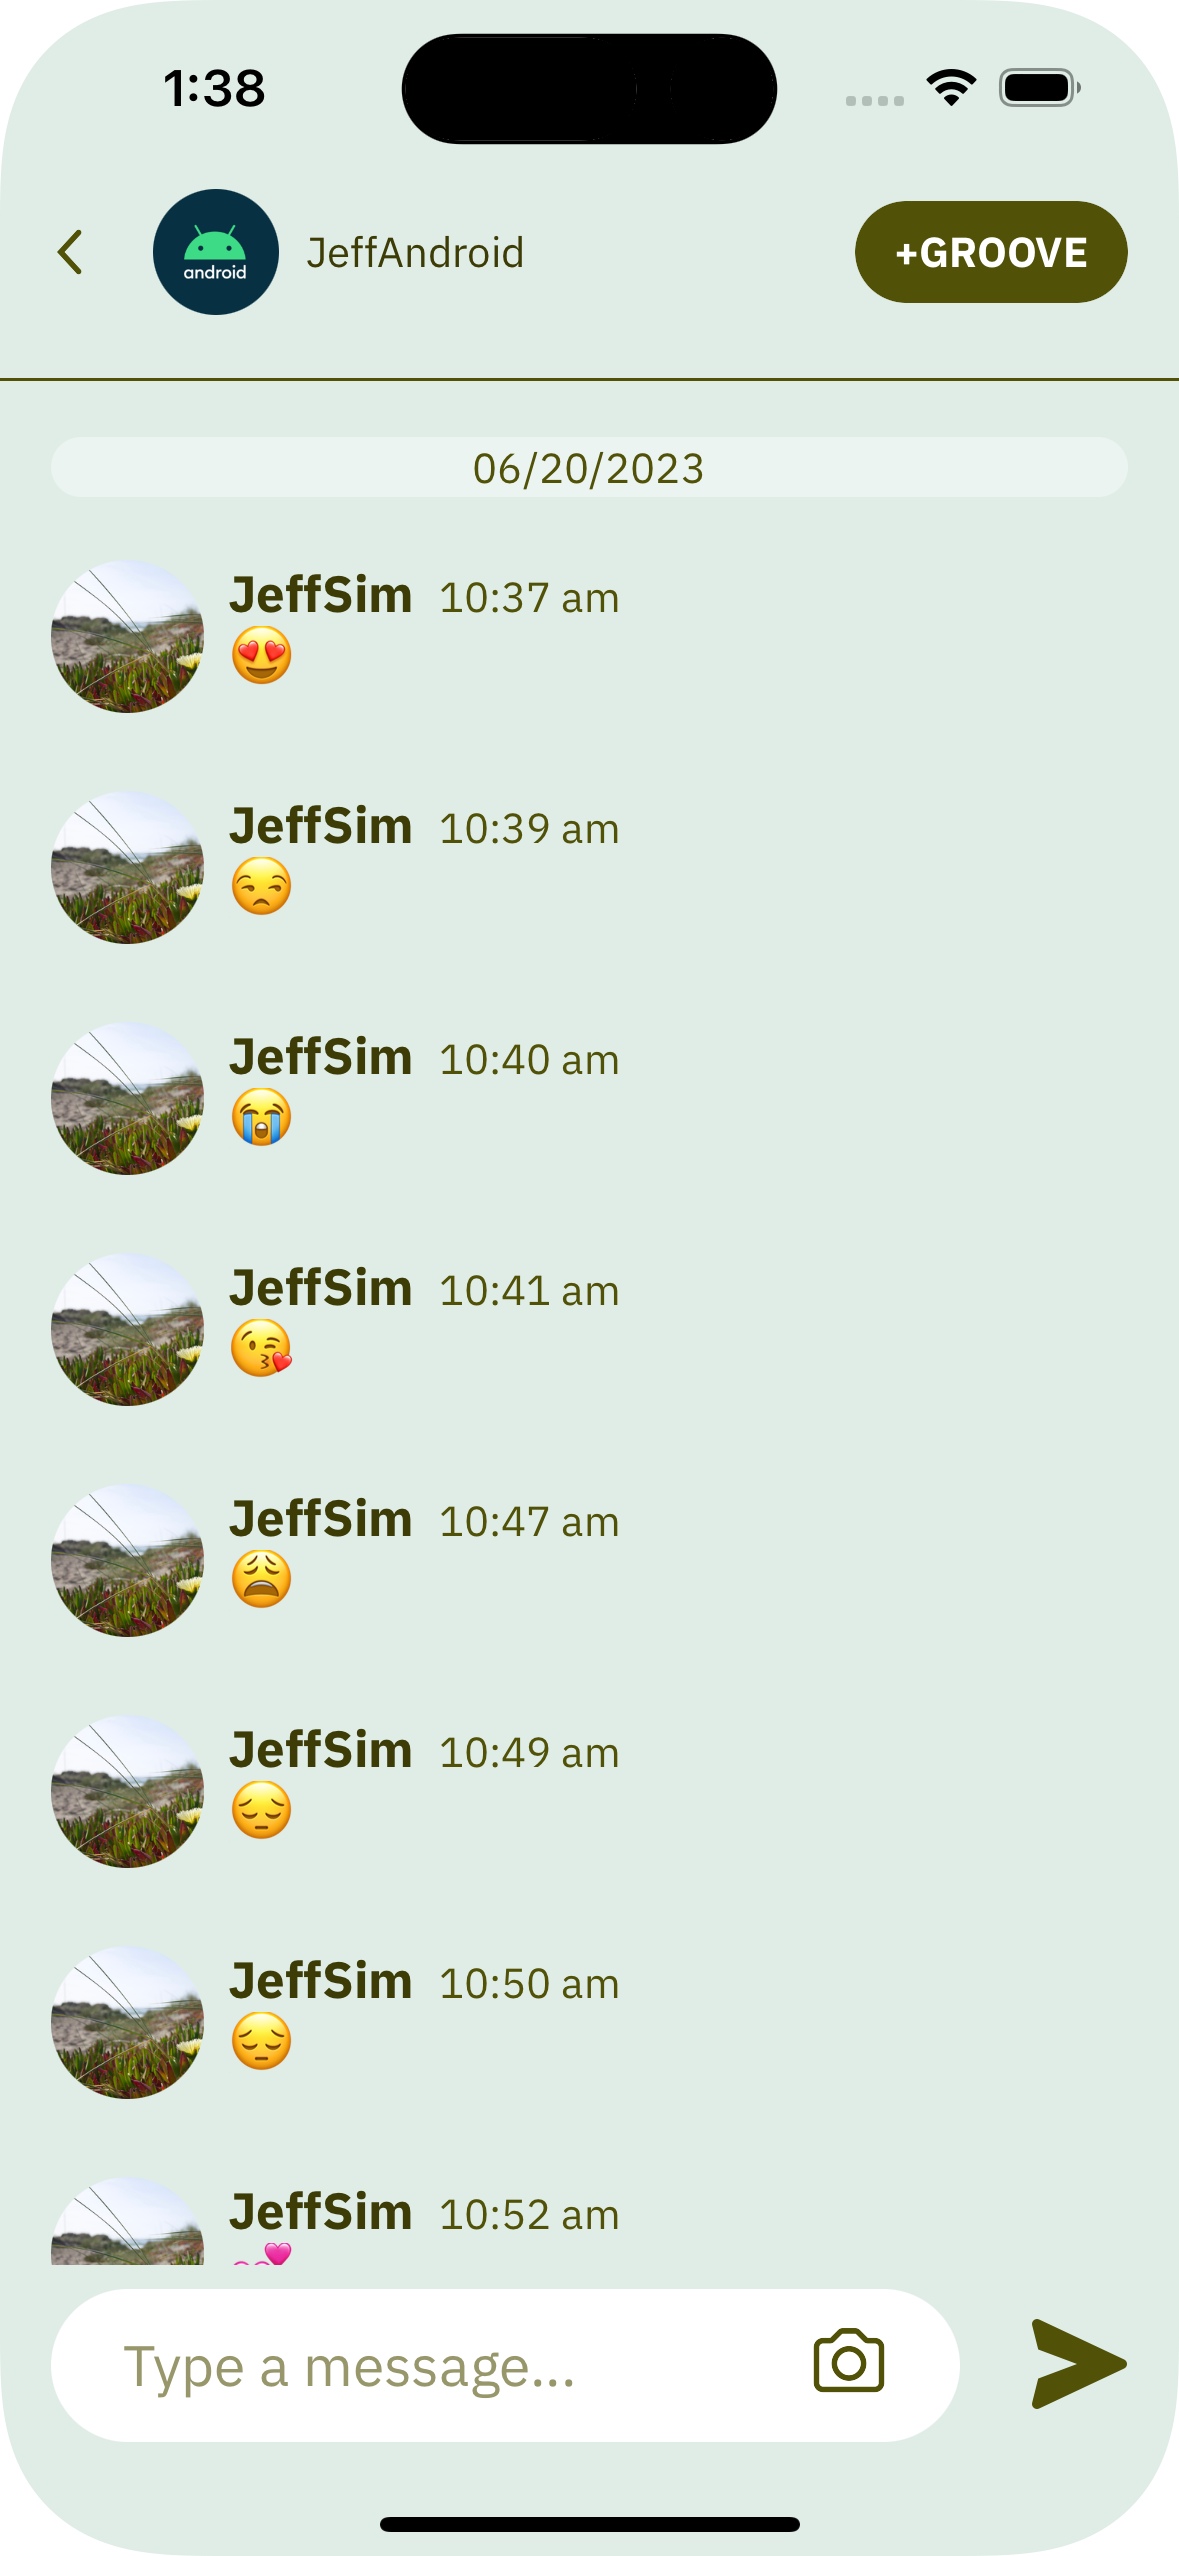 1:38
android
JeffAndroid
+GROOVE
06/20/2023
JeffSim 10:37 am
😍
JeffSim 10:39 am
😒
JeffSim 10:40 am
😭
JeffSim 10:41 am
😘
JeffSim 10:47 am
😩
JeffSim 10:49 am
😔
JeffSim 10:50 am
😔
JeffSim 10:52 am
Type a message...